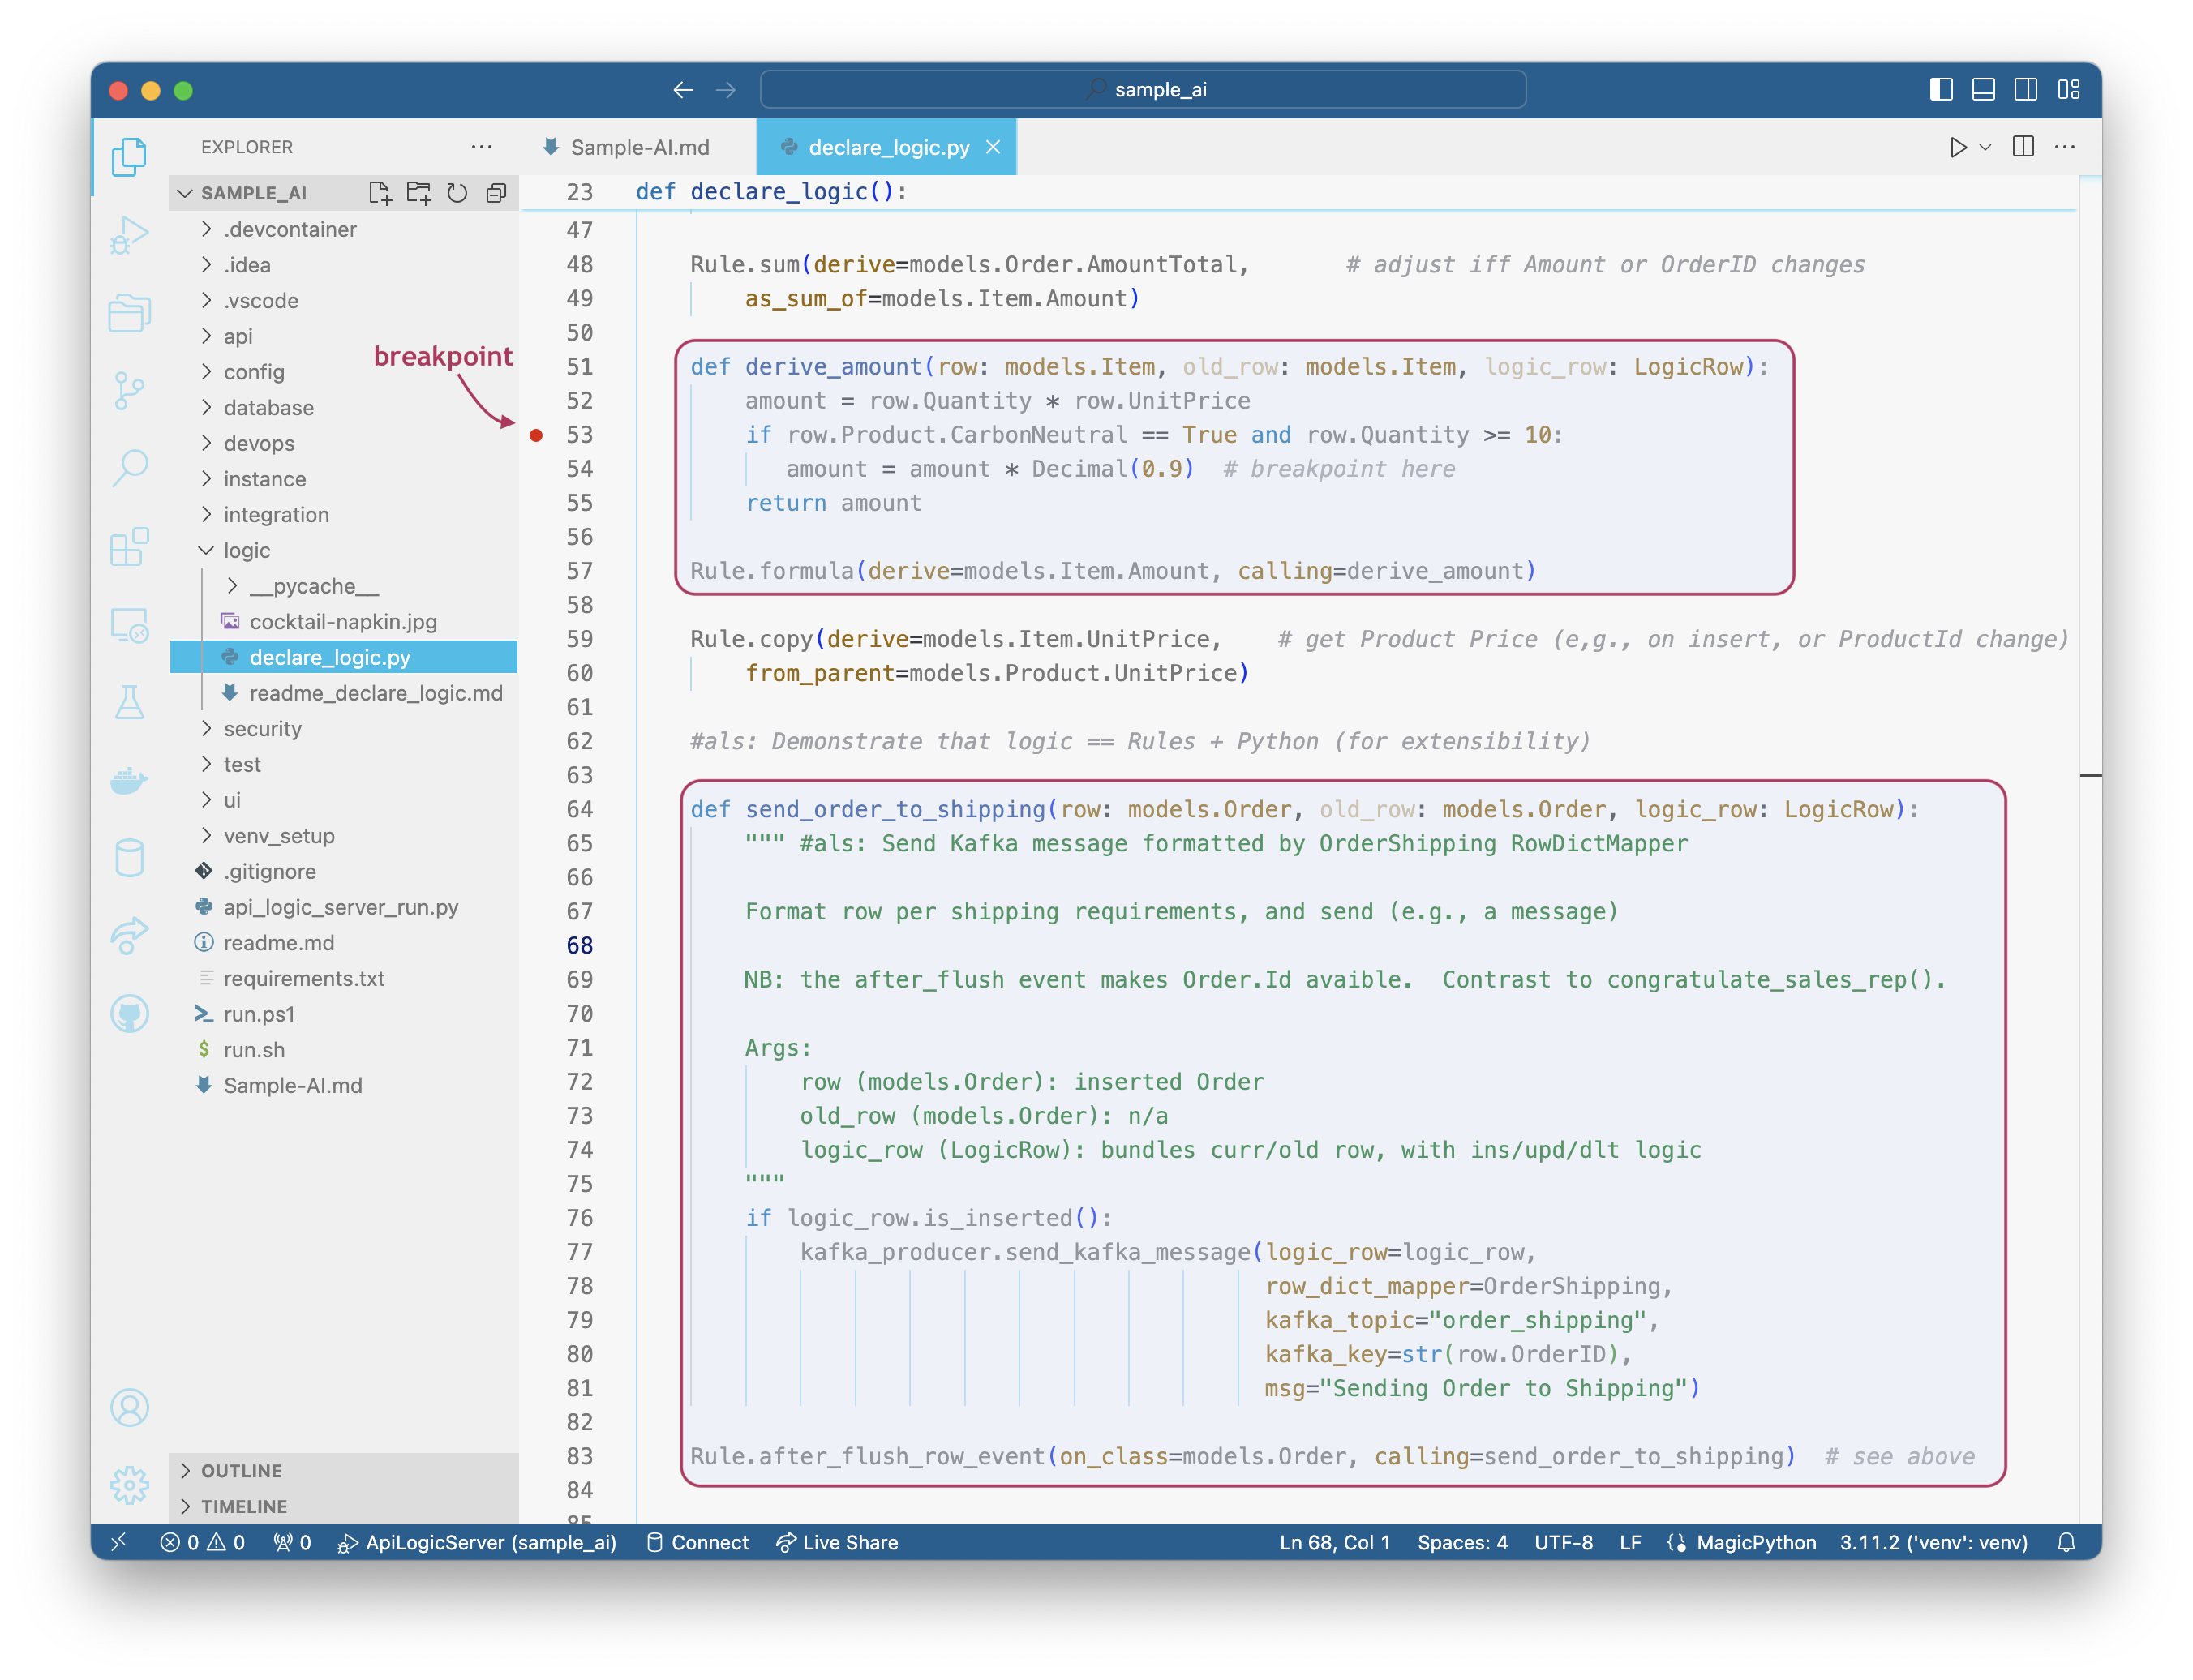 sample_ai
EXPLORER
Sample-AI.md
declare_logic.py
SAMPLE_AI
.devcontainer
.idea
.vscode
api
config
database
devops
instance
integration
logic
__pycache__
cocktail-napkin.jpg
declare_logic.py
readme_declare_logic.md
security
test
ui
venv_setup
.gitignore
api_logic_server_run.py
readme.md
requirements.txt
run.ps1
run.sh
Sample-AI.md
OUTLINE
TIMELINE
breakpoint
23 def declare_logic():
47
48 Rule.sum(derive=models.Order.AmountTotal, # adjust iff Amount or OrderID changes
49 as_sum_of=models.Item.Amount)
50
51 def derive_amount(row: models.Item, old_row: models.Item, logic_row: LogicRow):
52 amount = row.Quantity * row.UnitPrice
53 if row.Product.CarbonNeutral == True and row.Quantity >= 10:
54 amount = amount * Decimal(0.9) # breakpoint here
55 return amount
56
57 Rule.formula(derive=models.Item.Amount, calling=derive_amount)
58
59 Rule.copy(derive=models.Item.UnitPrice, # get Product Price (e,g., on insert, or ProductId change)
60 from_parent=models.Product.UnitPrice)
61
62 #als: Demonstrate that logic == Rules + Python (for extensibility)
63
64 def send_order_to_shipping(row: models.Order, old_row: models.Order, logic_row: LogicRow):
65 """ #als: Send Kafka message formatted by OrderShipping RowDictMapper
66
67 Format row per shipping requirements, and send (e.g., a message)
68
69 NB: the after_flush event makes Order.Id avaible.  Contrast to congratulate_sales_rep().
70
71 Args:
72 row (models.Order): inserted Order
73 old_row (models.Order): n/a
74 logic_row (LogicRow): bundles curr/old row, with ins/upd/dlt logic
75 """
76 if logic_row.is_inserted():
77 kafka_producer.send_kafka_message(logic_row=logic_row,
78 row_dict_mapper=OrderShipping,
79 kafka_topic="order_shipping",
80 kafka_key=str(row.OrderID),
81 msg="Sending Order to Shipping")
82
83 Rule.after_flush_row_event(on_class=models.Order, calling=send_order_to_shipping) # see above
84
85
0 0 0 ApiLogicServer (sample_ai) Connect Live Share Ln 68, Col 1 Spaces: 4 UTF-8 LF MagicPython 3.11.2 ('venv': venv)